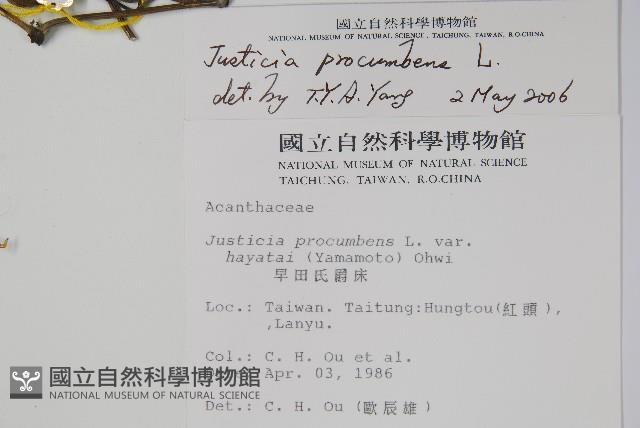 國立自然科學博物館
NATIONAL MUSEUM OF NATURAL SCIENCE, TAICHUNG, TAIWAN, R.O.CHINA
Justicia procumbens L.
det. by T.Y.A. Yang 2 May 2006
國立自然科學博物館
NATIONAL MUSEUM OF NATURAL SCIENCE
TAICHUNG, TAIWAN, R.O.CHINA
Acanthaceae
Justicia procumbens L. var.
hayatai (Yamamoto) Ohwi
早田氏爵床
Loc.: Taiwan. Taitung:Hungtou(紅頭),
,Lanyu.
Col.: C. H. Ou et al.
Apr. 03, 1986
Det.: C. H. Ou (歐辰雄)
國立自然科學博物館
NATIONAL MUSEUM OF NATURAL SCIENCE